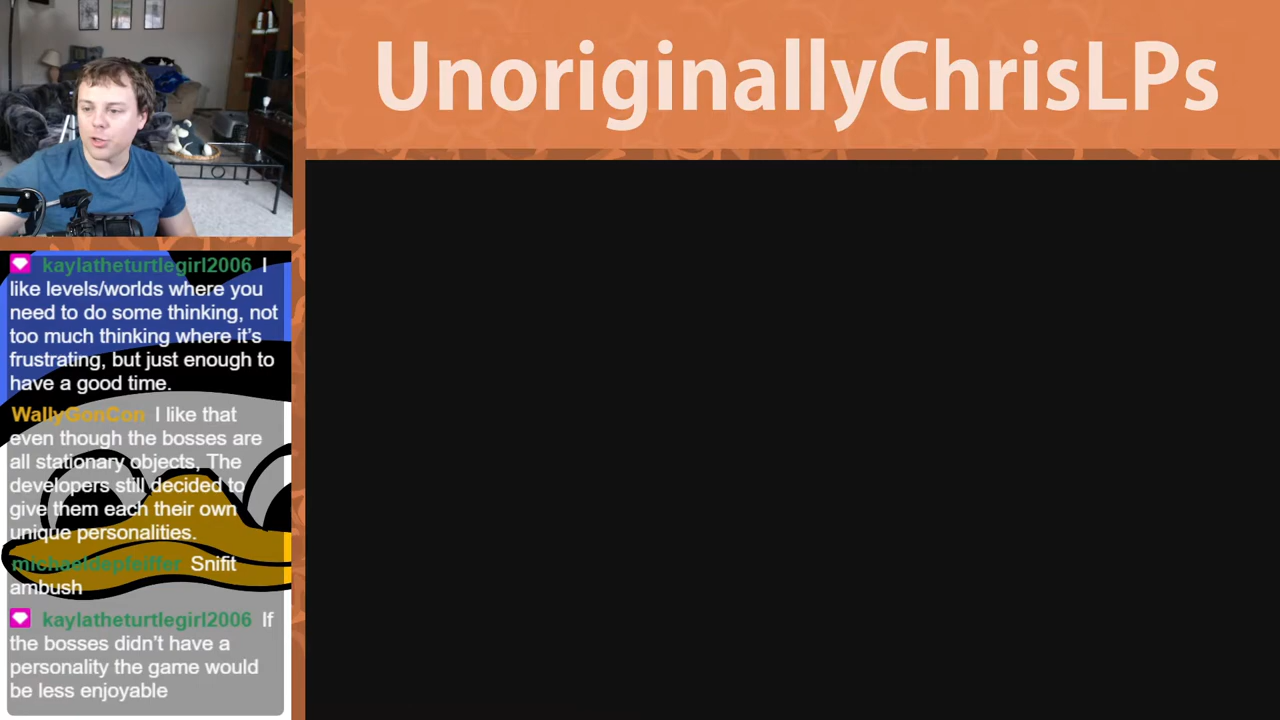 UnoriginallyChrisLPs
kaylatheturtlegirl2006 I
like levels/worlds where you
need to do some thinking, not
too much thinking where it's
frustrating, but just enough to
have a good time.
WallyGonCon I like that
even though the bosses are
all stationary objects, The
developers still decided to
give them each their own
unique personalities.
michaeldepfeiffer Snifit
ambush
kaylatheturtlegirl2006 If
the bosses didn't have a
personality the game would
be less enjoyable